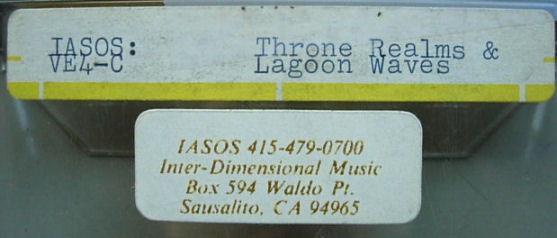 IASOS: Throne Realms &
VE4-C Lagoon Waves
IASOS 415-479-0700
Inter-Dimensional Music
Box 594 Waldo Pt.
Sausalito, CA 94965